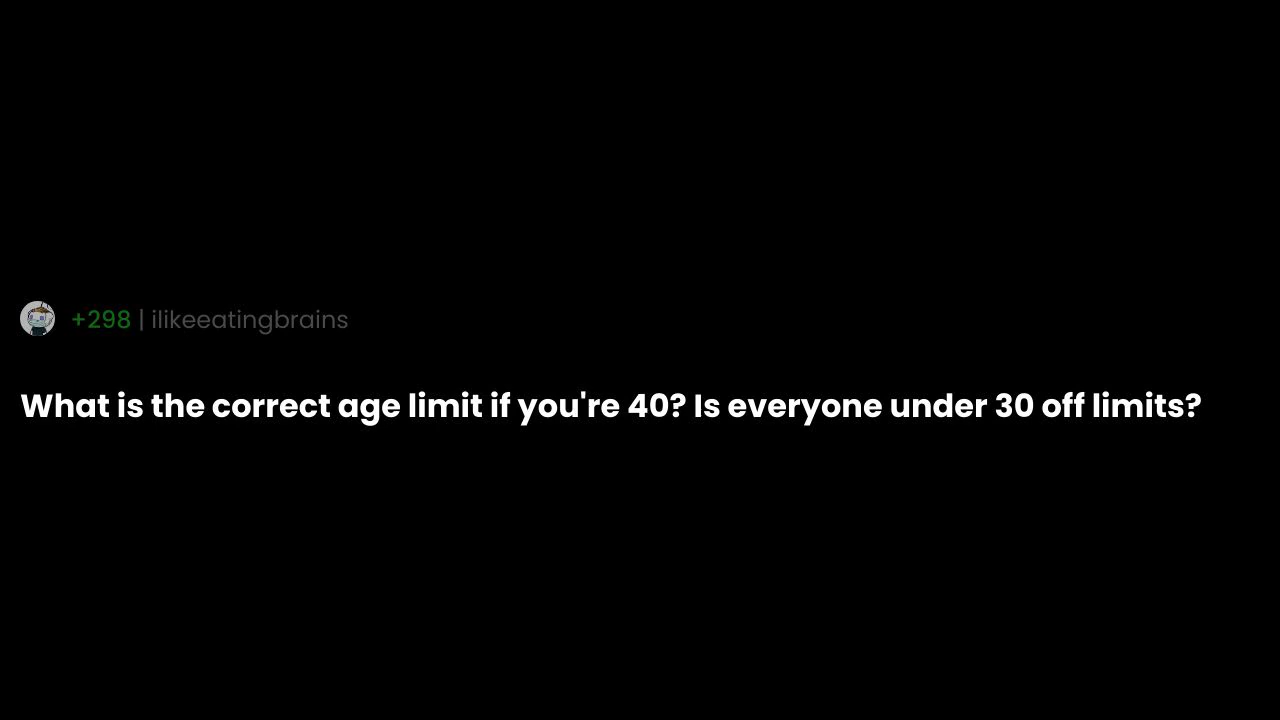 +298 | ilikeeatingbrains
What is the correct age limit if you're 40? Is everyone under 30 off limits?